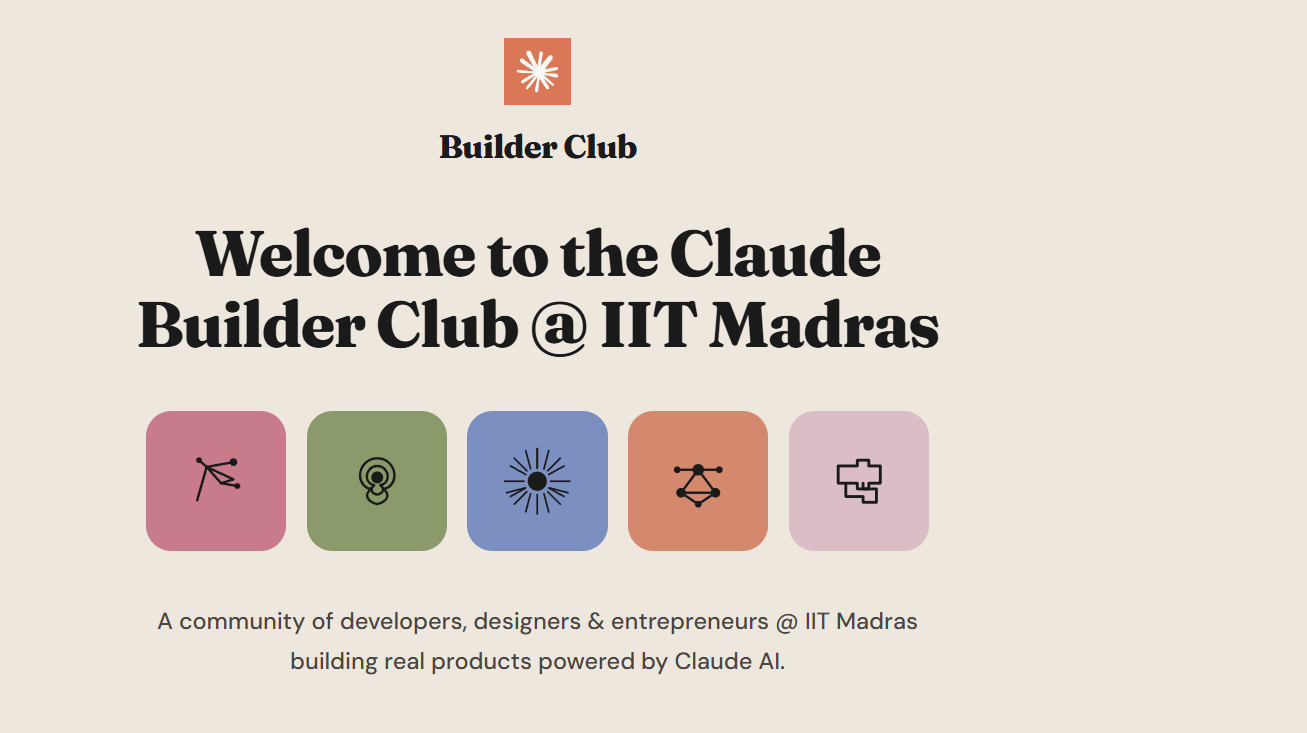 Builder Club
Welcome to the Claude
Builder Club @ IIT Madras
A community of developers, designers & entrepreneurs @ IIT Madras
building real products powered by Claude AI.